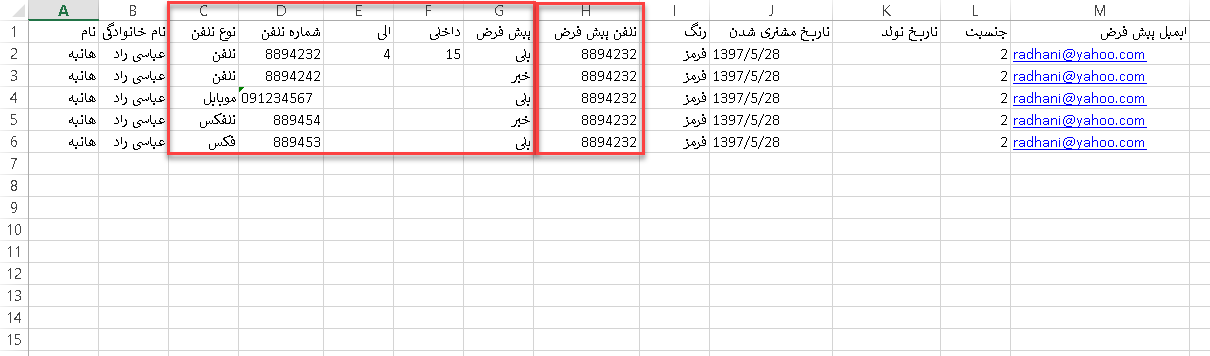 A B C D E F G H I J K L M
1 نام نام خانوادگی نوع تلفن شماره تلفن الی داخلی پیش فرض تلفن پیش فرض رنگ تاریخ مشتری شدن تاریخ تولد جنسیت ایمیل پیش فرض
2 هانیه عباسی راد تلفن 8894232 4 15 بلی 8894232 قرمز 1397/5/28 2 radhani@yahoo.com
3 هانیه عباسی راد تلفن 8894242 خیر 8894232 قرمز 1397/5/28 2 radhani@yahoo.com
4 هانیه عباسی راد موبایل 091234567 بلی 8894232 قرمز 1397/5/28 2 radhani@yahoo.com
5 هانیه عباسی راد تلفکس 889454 خیر 8894232 قرمز 1397/5/28 2 radhani@yahoo.com
6 هانیه عباسی راد فکس 889453 بلی 8894232 قرمز 1397/5/28 2 radhani@yahoo.com
7
8
9
10
11
12
13
14
15